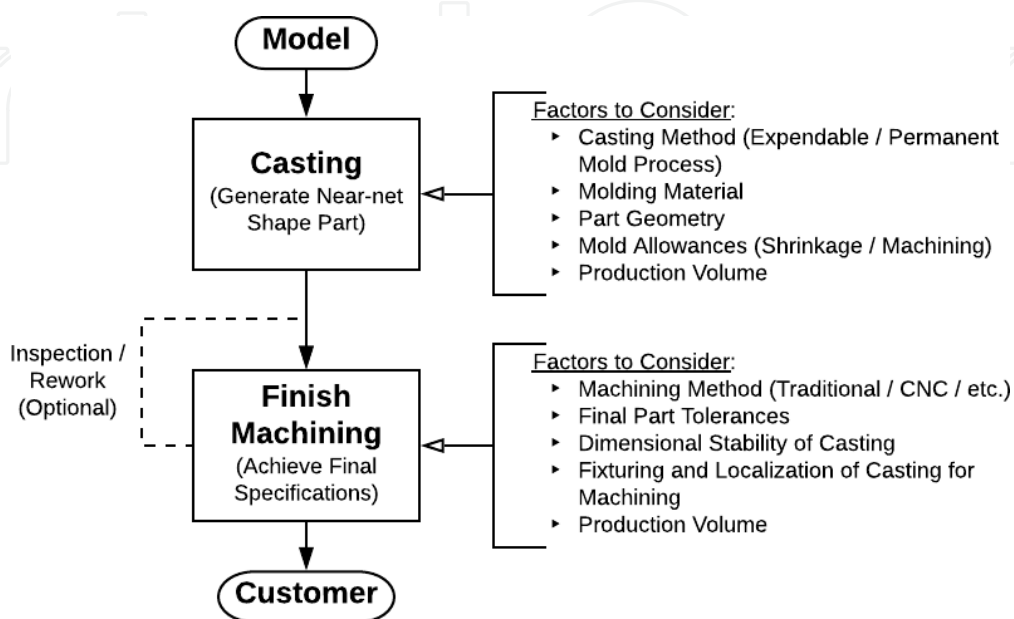 Model
Casting
(Generate Near-net
Shape Part)
Factors to Consider:
‣ Casting Method (Expendable / Permanent
Mold Process)
‣ Molding Material
‣ Part Geometry
‣ Mold Allowances (Shrinkage / Machining)
‣ Production Volume
Inspection /
Rework
(Optional)
Finish
Machining
(Achieve Final
Specifications)
Factors to Consider:
‣ Machining Method (Traditional / CNC / etc.)
‣ Final Part Tolerances
‣ Dimensional Stability of Casting
‣ Fixturing and Localization of Casting for
Machining
‣ Production Volume
Customer